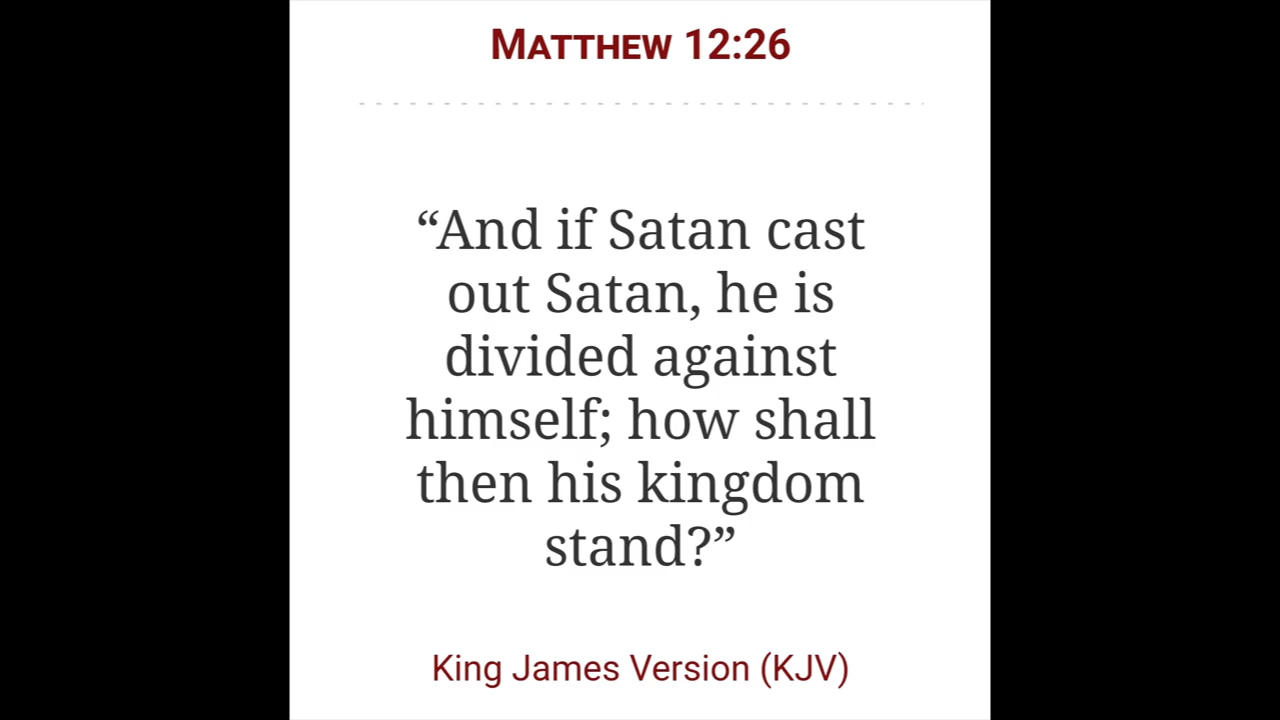 MATTHEW 12:26
“And if Satan cast
out Satan, he is
divided against
himself; how shall
then his kingdom
stand?”
King James Version (KJV)